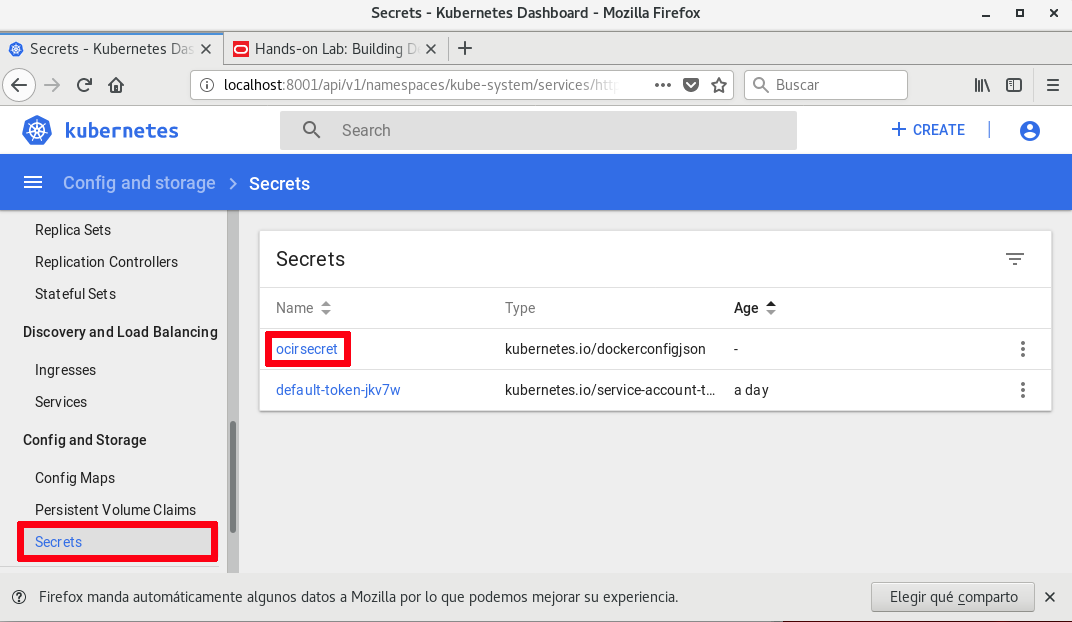 Secrets - Kubernetes Dashboard - Mozilla Firefox
Secrets - Kubernetes Das
Hands-on Lab: Building D
localhost:8001/api/v1/namespaces/kube-system/services/http
Buscar
kubernetes
Search
CREATE
Config and storage > Secrets
Replica Sets
Replication Controllers
Stateful Sets
Discovery and Load Balancing
Ingresses
Services
Config and Storage
Config Maps
Persistent Volume Claims
Secrets
Secrets
Name Type Age
ocirsecret kubernetes.io/dockerconfigjson -
default-token-jkv7w kubernetes.io/service-account-t... a day
Firefox manda automáticamente algunos datos a Mozilla por lo que podemos mejorar su experiencia.
Elegir qué comparto